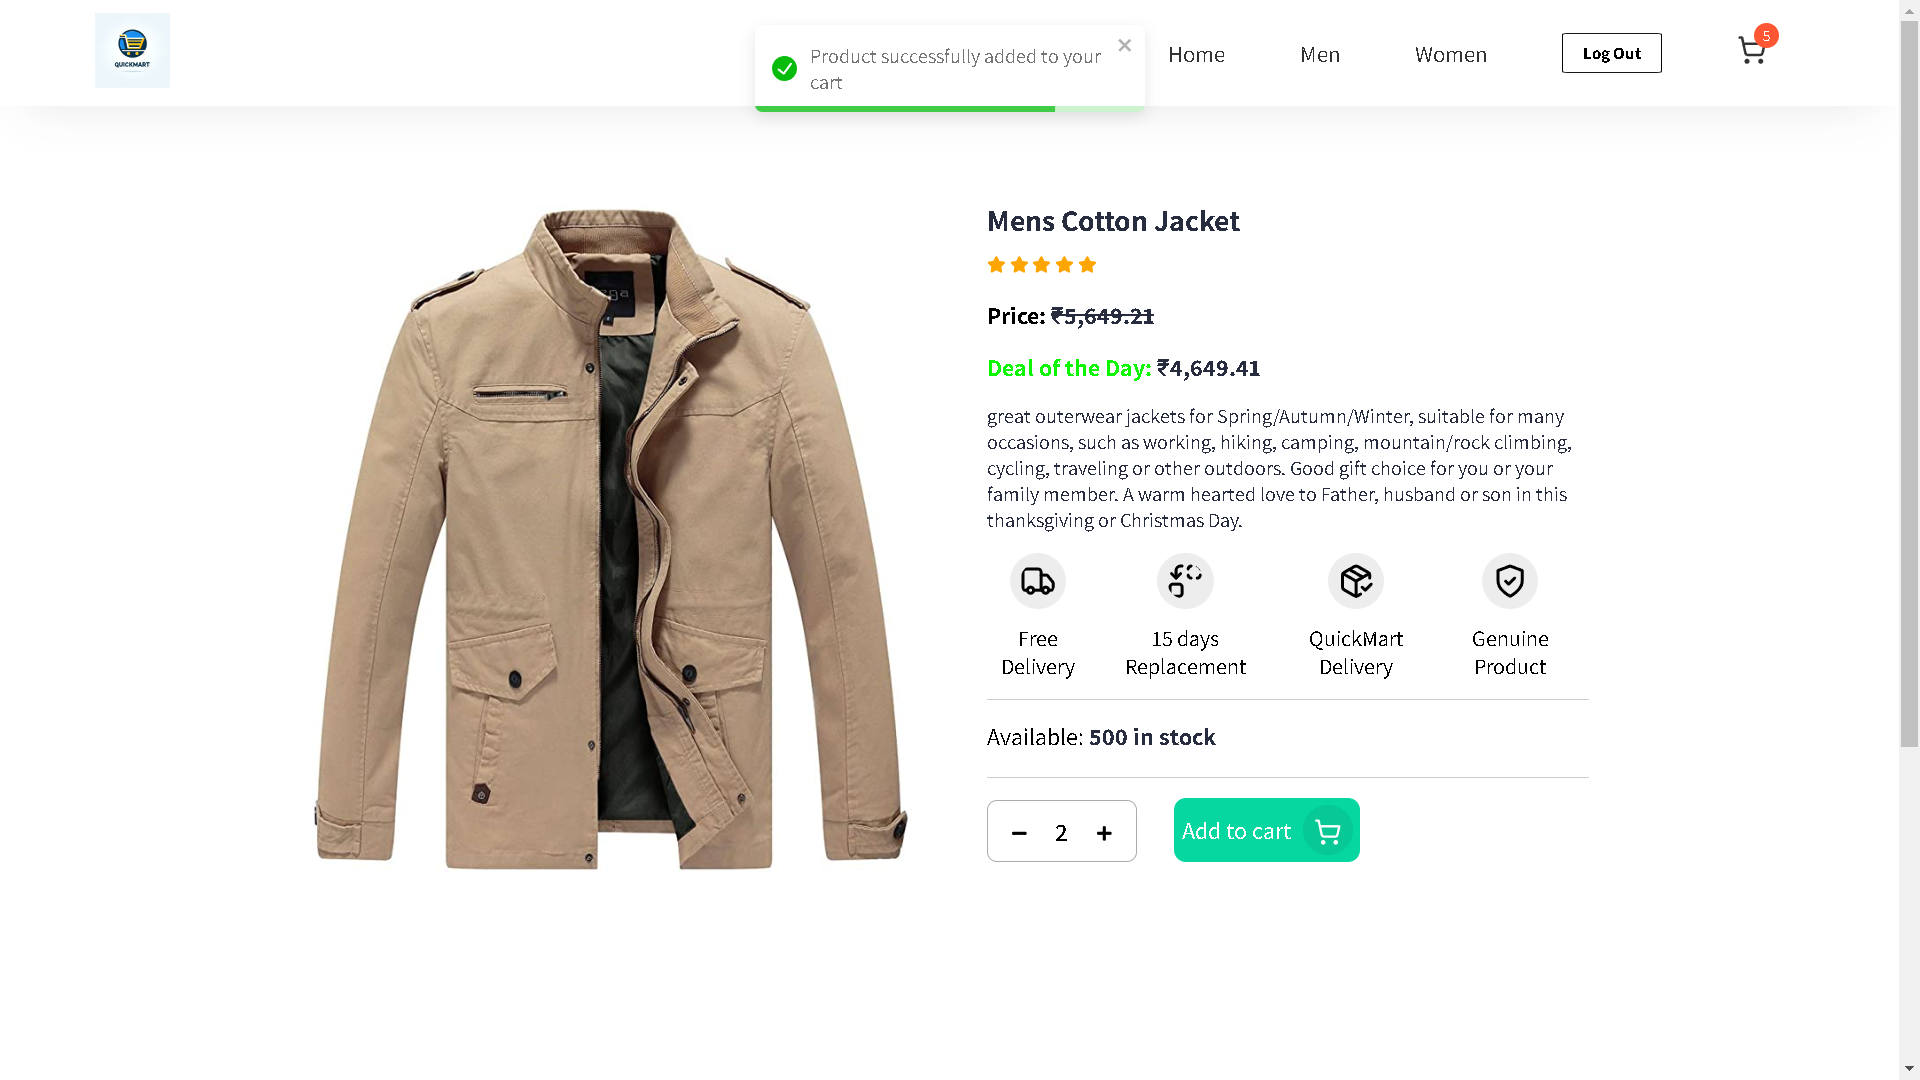 QUICKMART
Product successfully added to your
cart
Home
Men
Women
Log Out
5
Mens Cotton Jacket
Price: ₹5,649.21
Deal of the Day: ₹4,649.41
great outerwear jackets for Spring/Autumn/Winter, suitable for many
occasions, such as working, hiking, camping, mountain/rock climbing,
cycling, traveling or other outdoors. Good gift choice for you or your
family member. A warm hearted love to Father, husband or son in this
thanksgiving or Christmas Day.
Free
Delivery
15 days
Replacement
QuickMart
Delivery
Genuine
Product
Available: 500 in stock
2
Add to cart